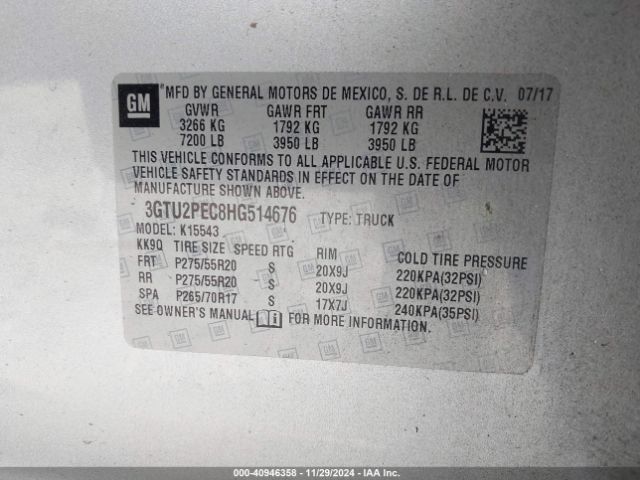 GM
MFD BY GENERAL MOTORS DE MEXICO, S. DE R.L. DE C.V. 07/17
GVWR GAWR FRT GAWR RR
3266 KG 1792 KG 1792 KG
7200 LB 3950 LB 3950 LB
THIS VEHICLE CONFORMS TO ALL APPLICABLE U.S. FEDERAL MOTOR
VEHICLE SAFETY STANDARDS IN EFFECT ON THE DATE OF
MANUFACTURE SHOWN ABOVE.
3GTU2PEC8HG514676 TYPE: TRUCK
MODEL: K15543
KK9Q TIRE SIZE SPEED RTG RIM COLD TIRE PRESSURE
FRT P275/55R20 S 20X9J 220KPA(32PSI)
RR P275/55R20 S 20X9J 220KPA(32PSI)
SPA P265/70R17 S 17X7J 240KPA(35PSI)
SEE OWNER'S MANUAL FOR MORE INFORMATION.
000-40946358 - 11/29/2024 - IAA Inc.